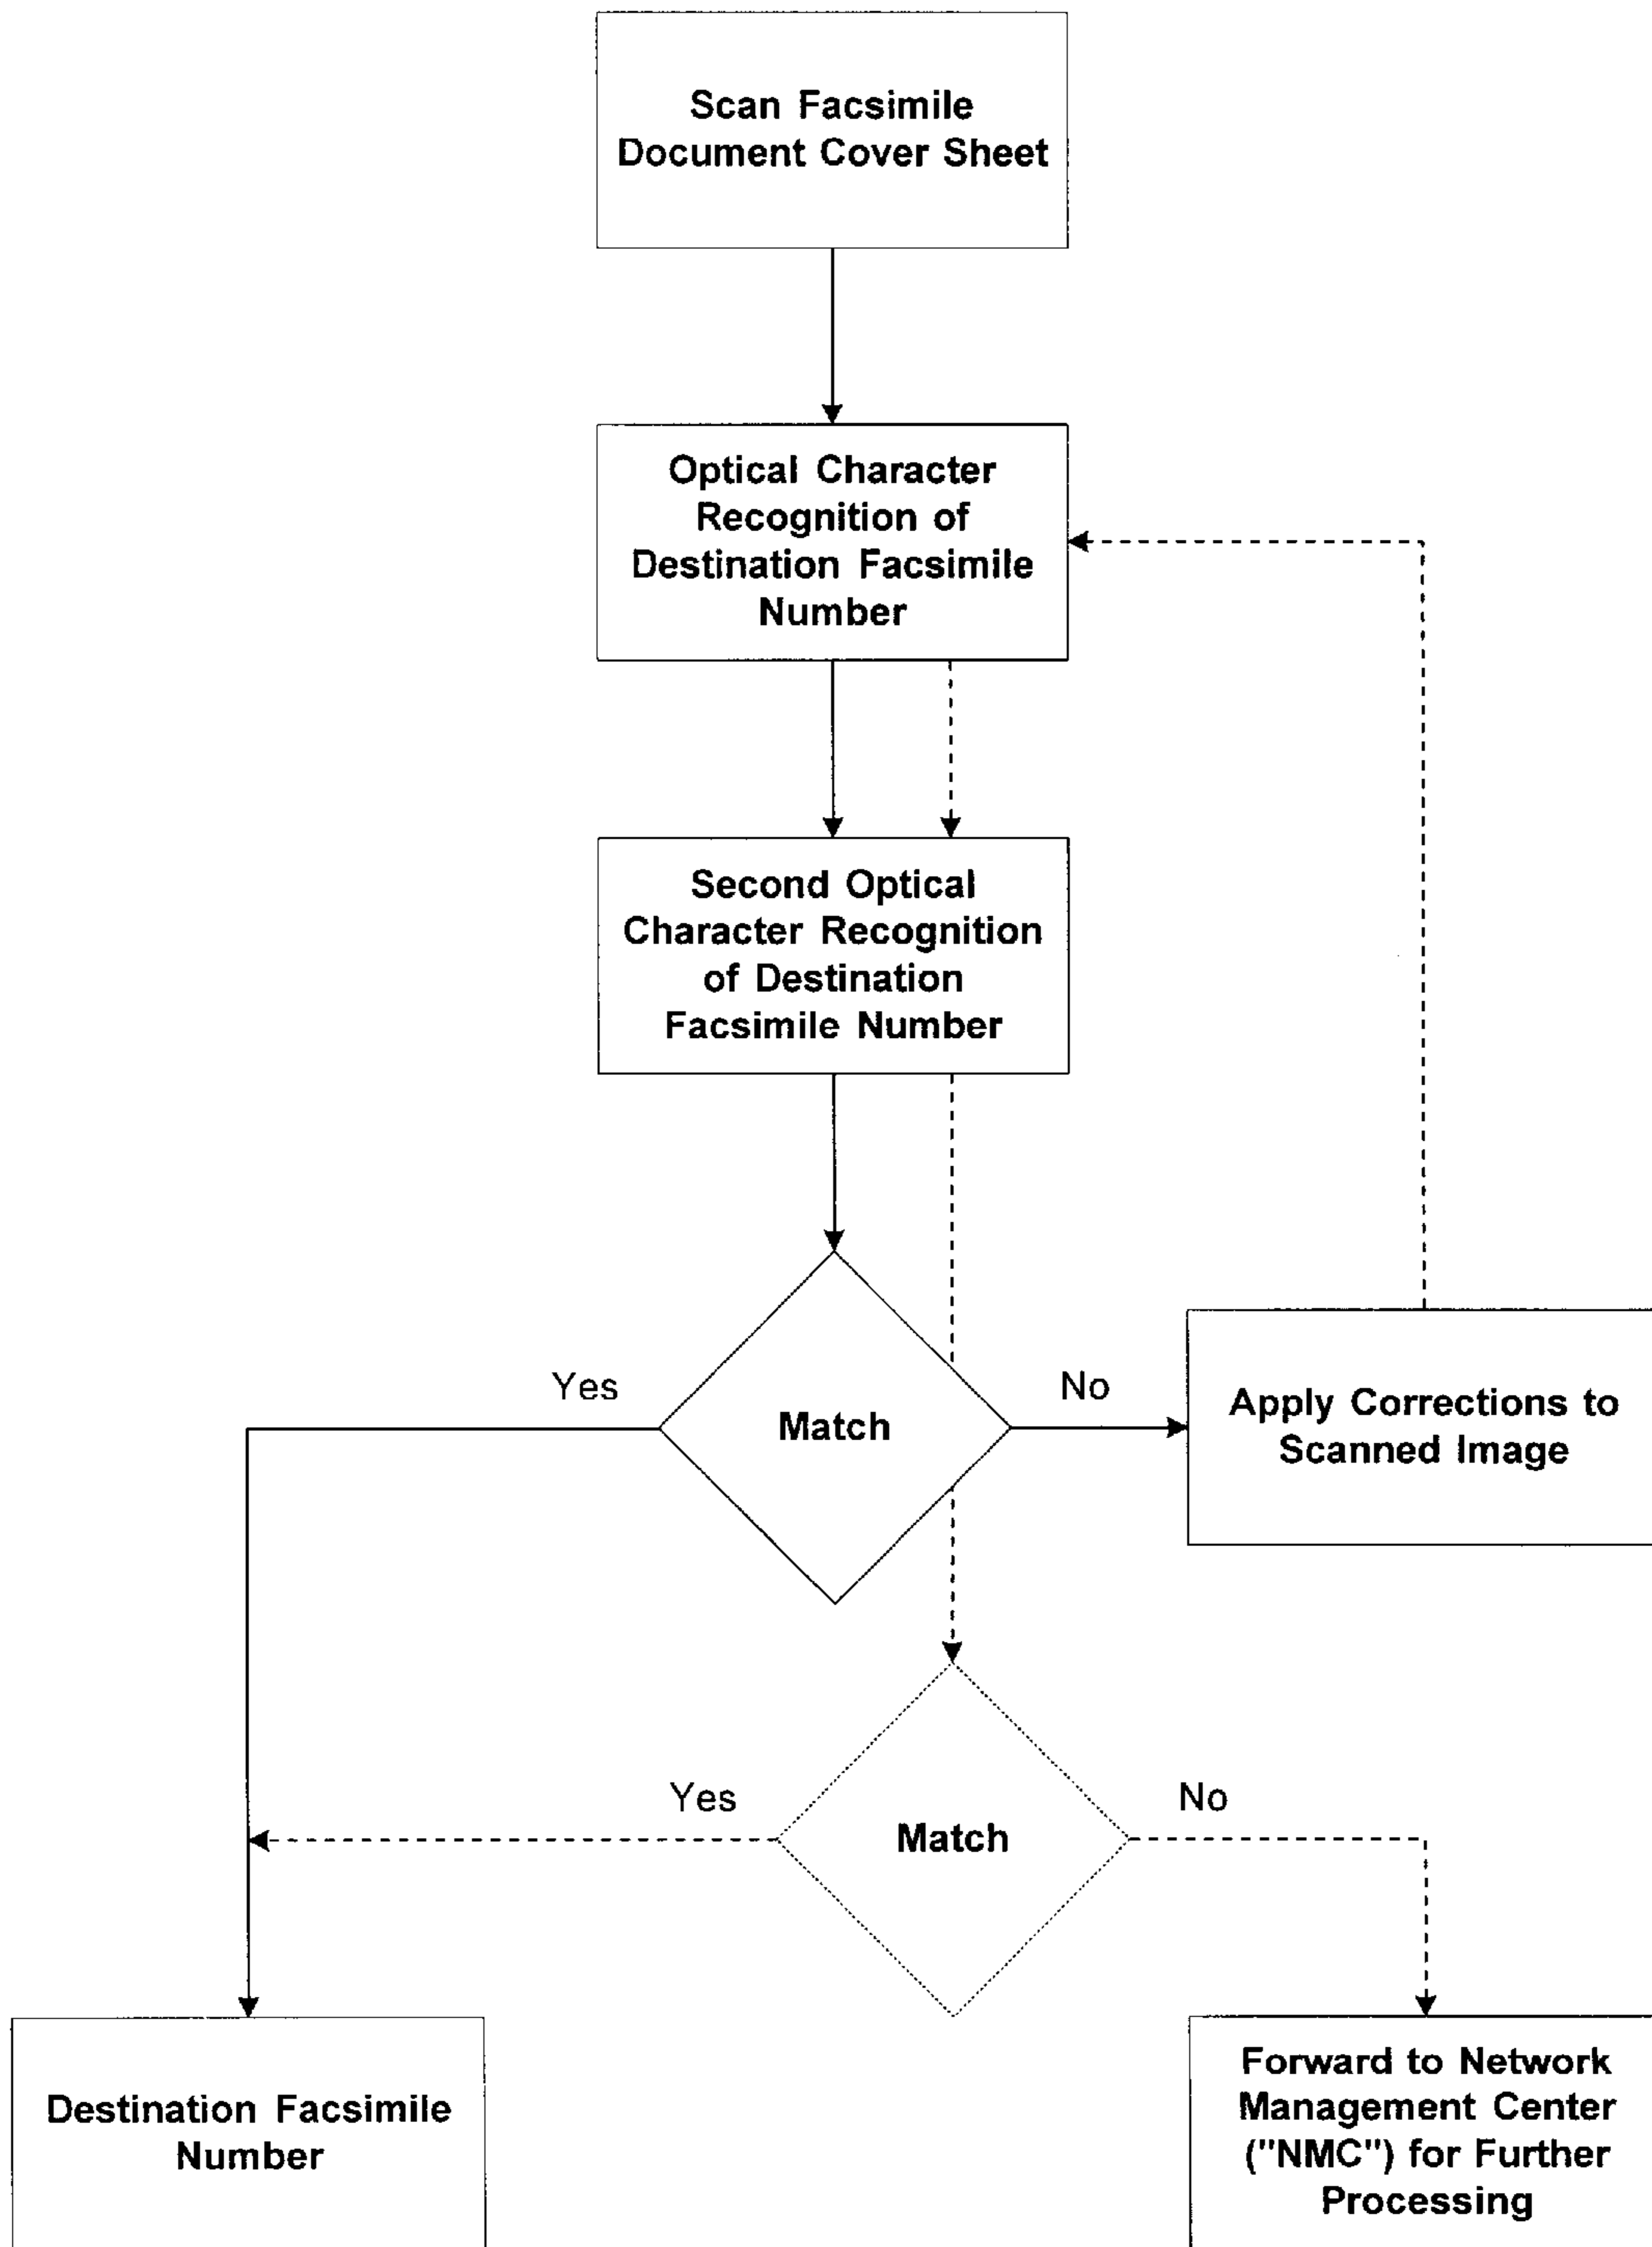 Scan Facsimile
Document Cover Sheet
Optical Character
Recognition of
Destination Facsimile
Number
Second Optical
Character Recognition
of Destination
Facsimile Number
Yes
Match
No
Apply Corrections to
Scanned Image
Yes
Match
No
Destination Facsimile
Number
Forward to Network
Management Center
("NMC") for Further
Processing